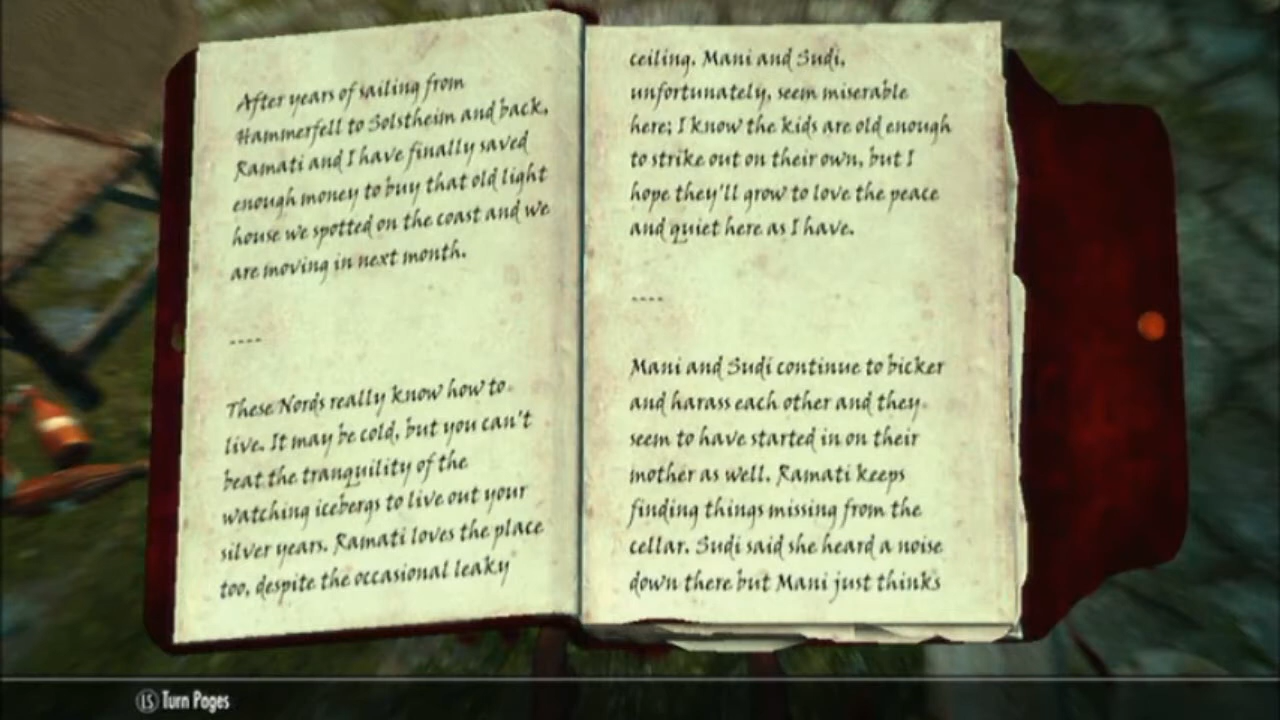 After years of sailing from
Hammerfell to Solstheim and back,
Ramati and I have finally saved
enough money to buy that old light
house we spotted on the coast and we
are moving in next month.
----
These Nords really know how to
live. It may be cold, but you can't
beat the tranquility of the
watching icebergs to live out your
silver years. Ramati loves the place
too, despite the occasional leaky
ceiling. Mani and Sudi,
unfortunately, seem miserable
here; I know the kids are old enough
to strike out on their own, but I
hope they'll grow to love the peace
and quiet here as I have.
----
Mani and Sudi continue to bicker
and harass each other and they
seem to have started in on their
mother as well. Ramati keeps
finding things missing from the
cellar. Sudi said she heard a noise
down there but Mani just thinks
LS Turn Pages